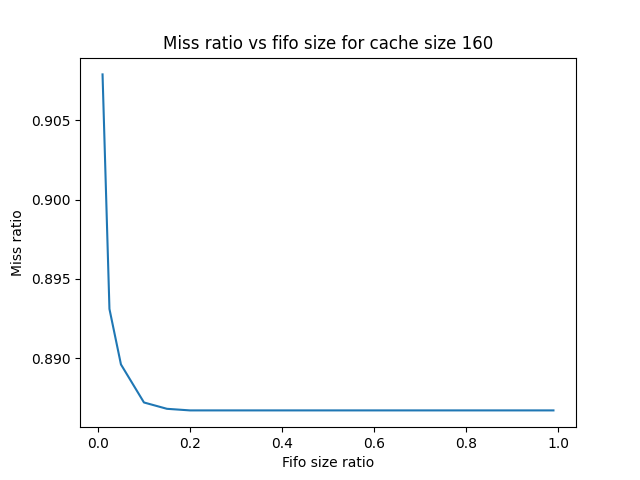 Miss ratio vs fifo size for cache size 160
0.905
0.900
0.895
0.890
Miss ratio
0.0 0.2 0.4 0.6 0.8 1.0
Fifo size ratio